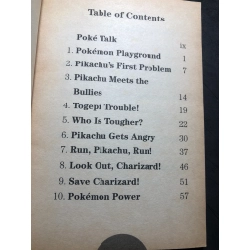 Table of Contents
Poké Talk ix
1. Pokémon Playground 1
2. Pikachu's First Problem 7
3. Pikachu Meets the
Bullies 14
4. Togepi Trouble! 19
5. Who Is Tougher? 22
6. Pikachu Gets Angry 30
7. Run, Pikachu, Run! 37
8. Look Out, Charizard! 46
9. Save Charizard! 51
10. Pokémon Power 57